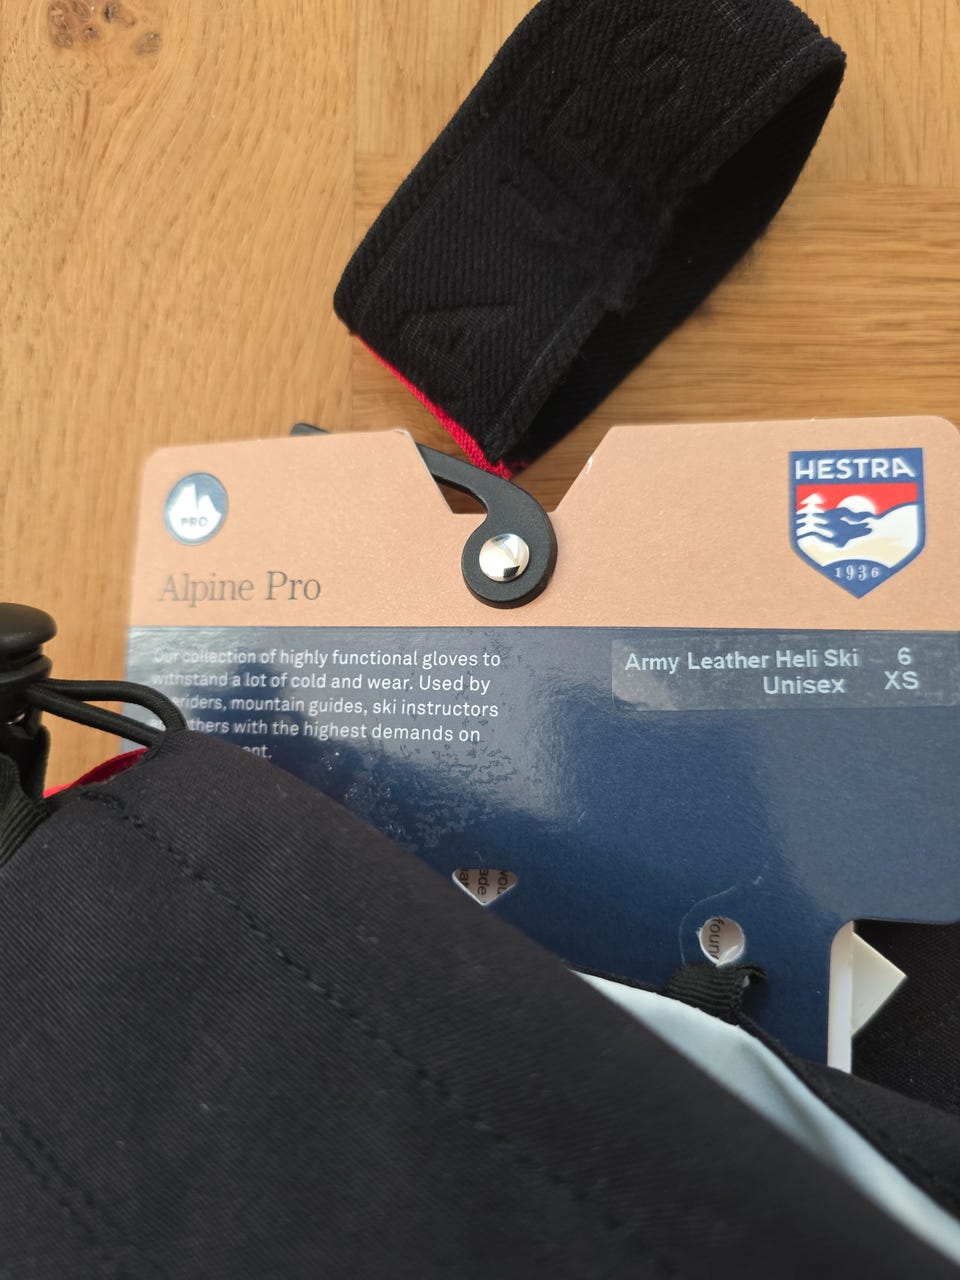 PRO
Alpine Pro
HESTRA
1936
Our collection of highly functional gloves to
withstand a lot of cold and wear. Used by
riders, mountain guides, ski instructors
with the highest demands on
Army Leather Heli Ski 6
Unisex XS